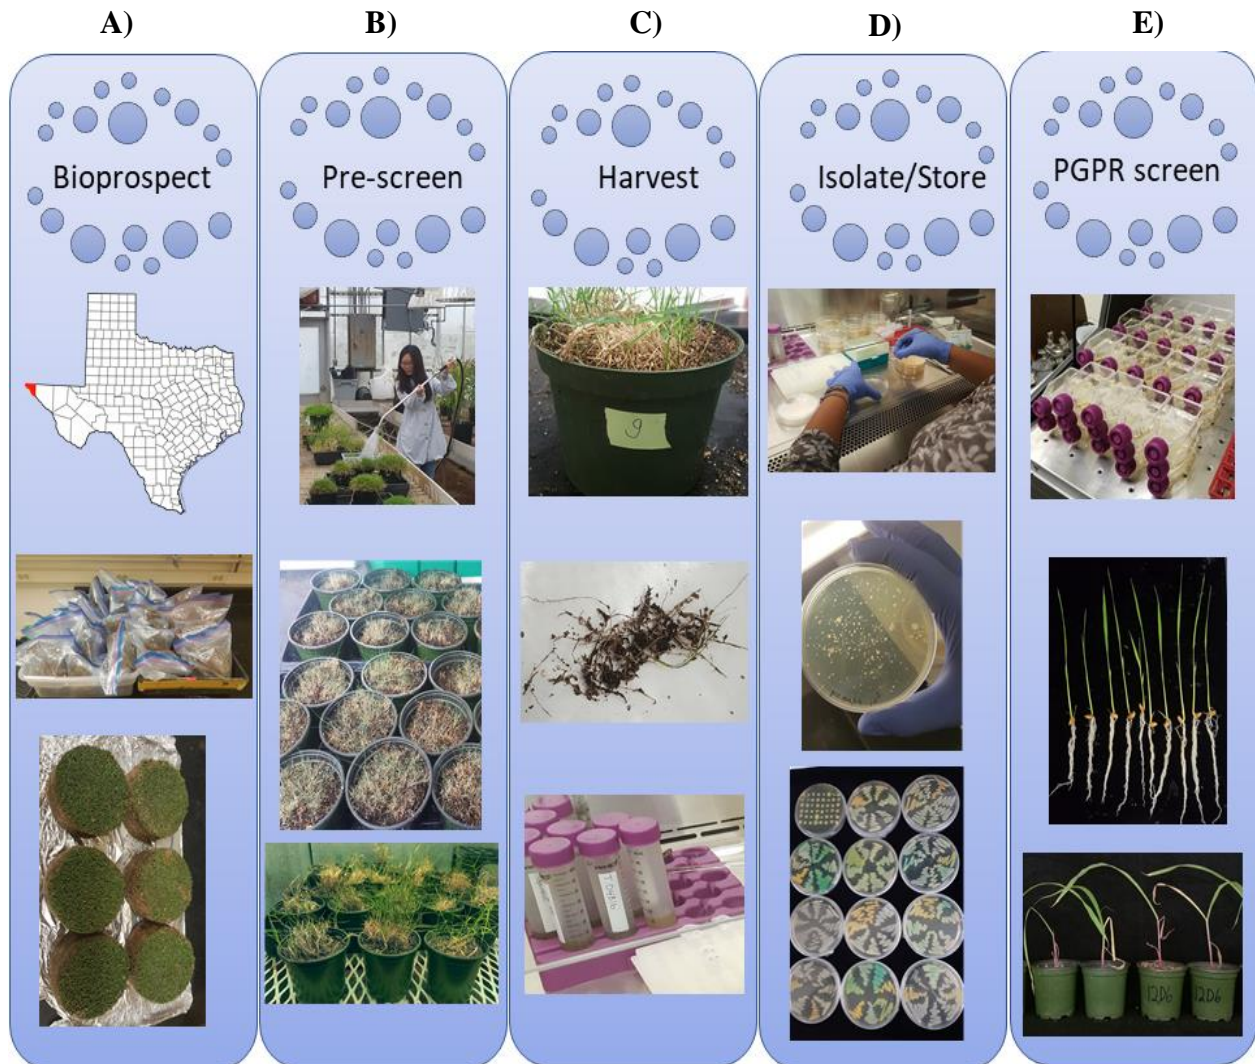 A)
B)
C)
D)
E)
Bioprospect
Pre-screen
Harvest
Isolate/Store
PGPR screen
9
12D6
12D6